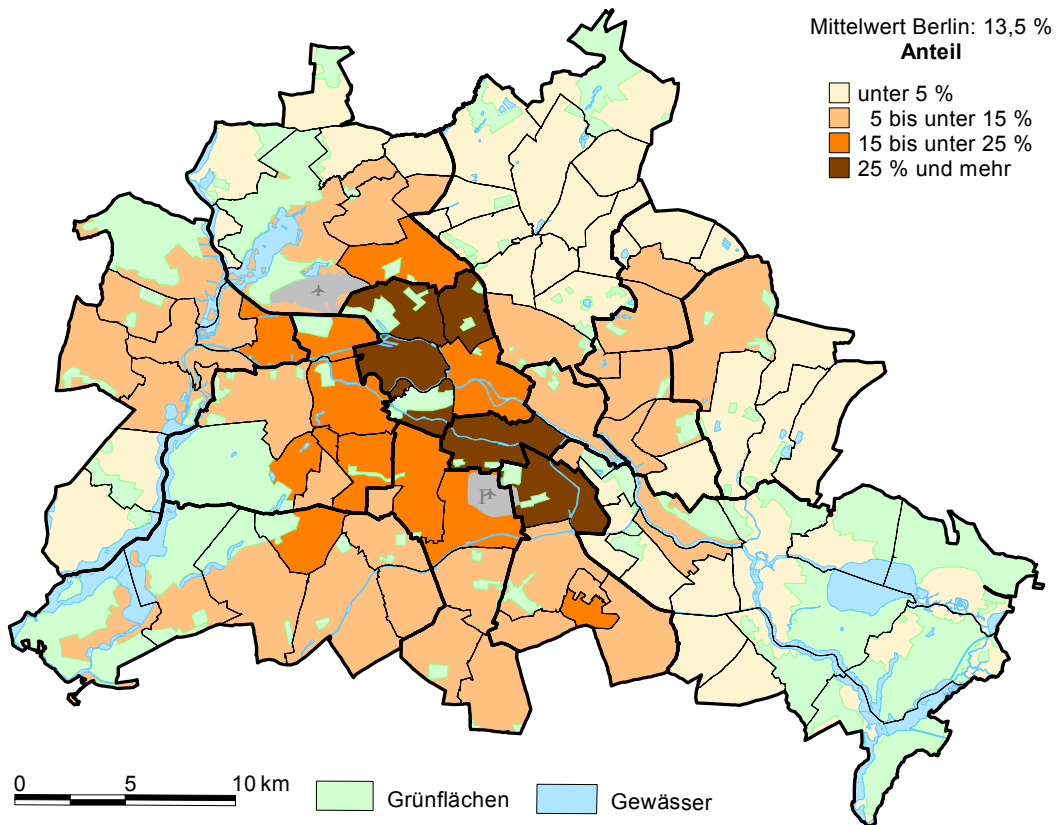 Mittelwert Berlin: 13,5 %
Anteil
unter 5 %
5 bis unter 15 %
15 bis unter 25 %
25 % und mehr
0 5 10 km
Grünflächen
Gewässer